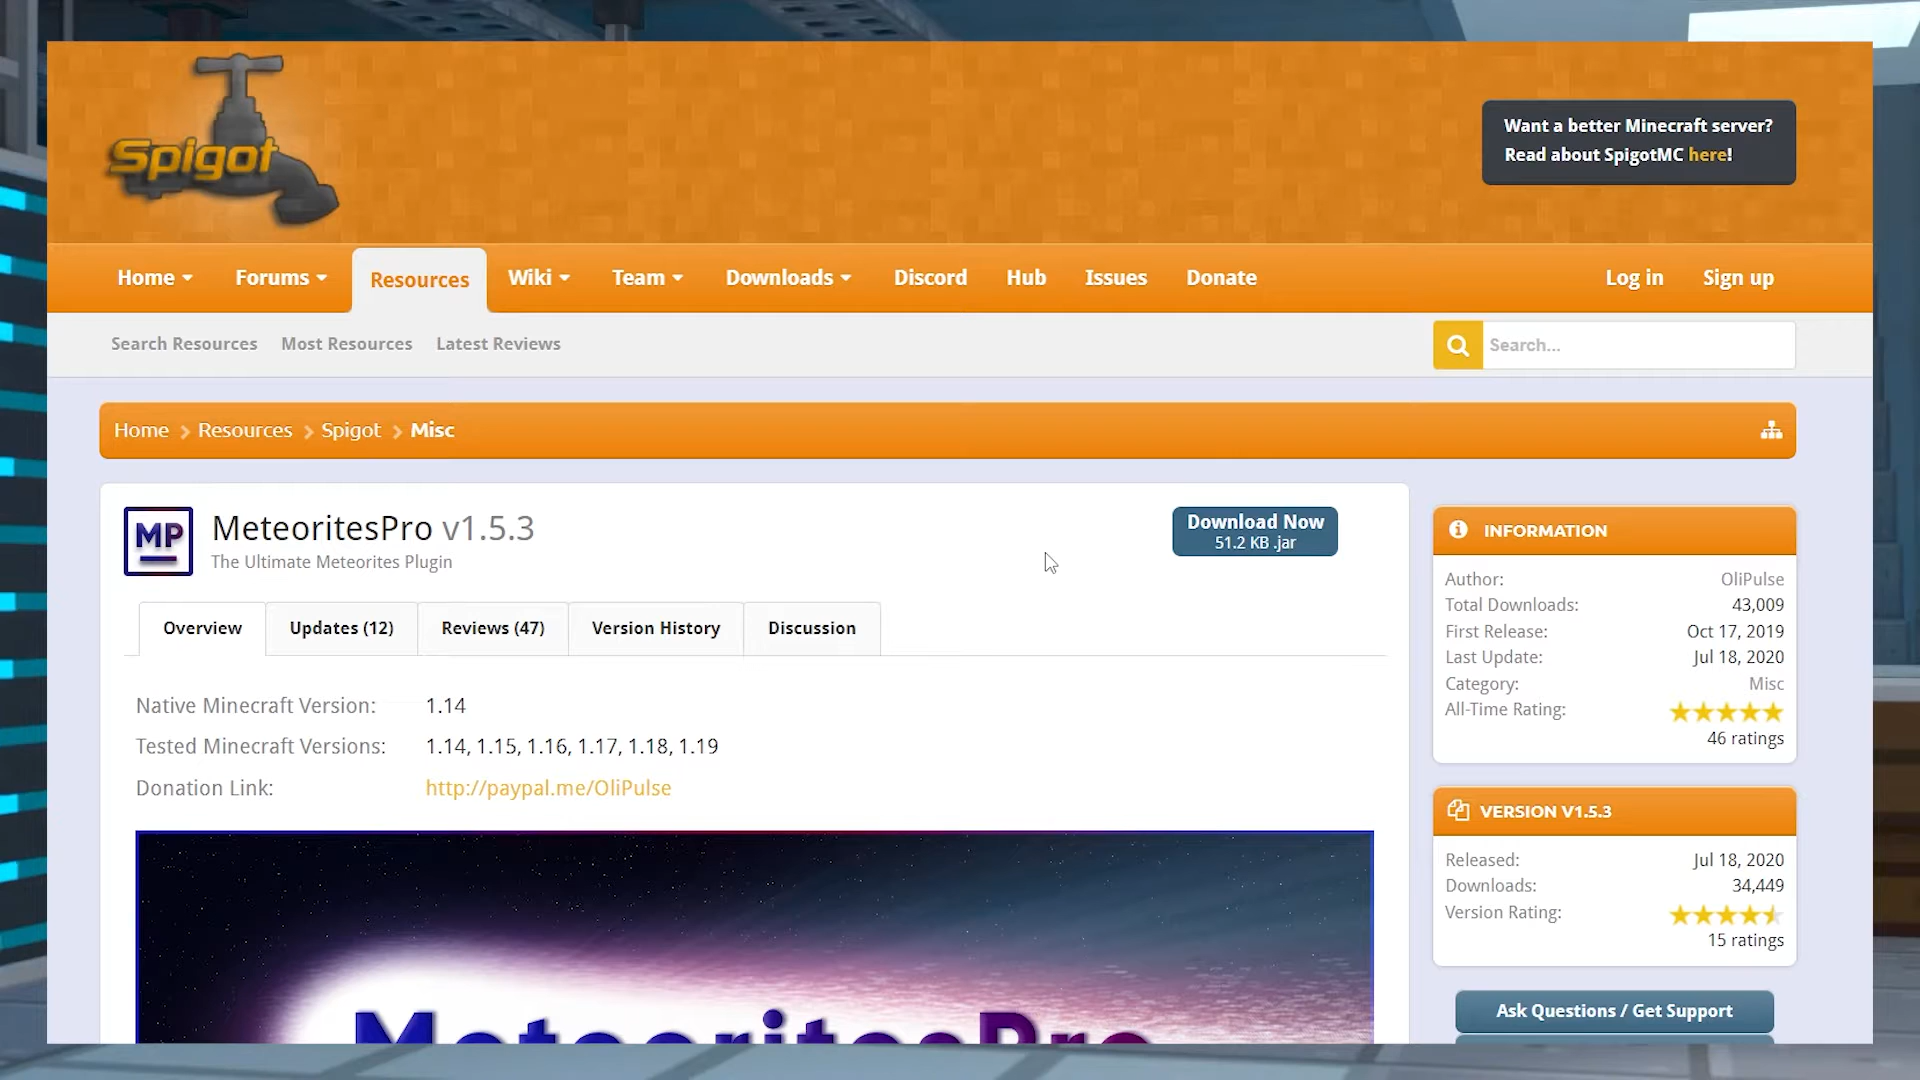 Spigot
Want a better Minecraft server?
Read about SpigotMC here!
Home
Forums
Resources
Wiki
Team
Downloads
Discord
Hub
Issues
Donate
Log in
Sign up
Search Resources
Most Resources
Latest Reviews
Search...
Home
Resources
Spigot
Misc
MP
MeteoritesPro v1.5.3
The Ultimate Meteorites Plugin
Download Now
51.2 KB .jar
Overview
Updates (12)
Reviews (47)
Version History
Discussion
Native Minecraft Version: 1.14
Tested Minecraft Versions: 1.14, 1.15, 1.16, 1.17, 1.18, 1.19
Donation Link: http://paypal.me/OliPulse
MeteoritesPro
INFORMATION
Author: OliPulse
Total Downloads: 43,009
First Release: Oct 17, 2019
Last Update: Jul 18, 2020
Category: Misc
All-Time Rating:
46 ratings
VERSION V1.5.3
Released: Jul 18, 2020
Downloads: 34,449
Version Rating:
15 ratings
Ask Questions / Get Support